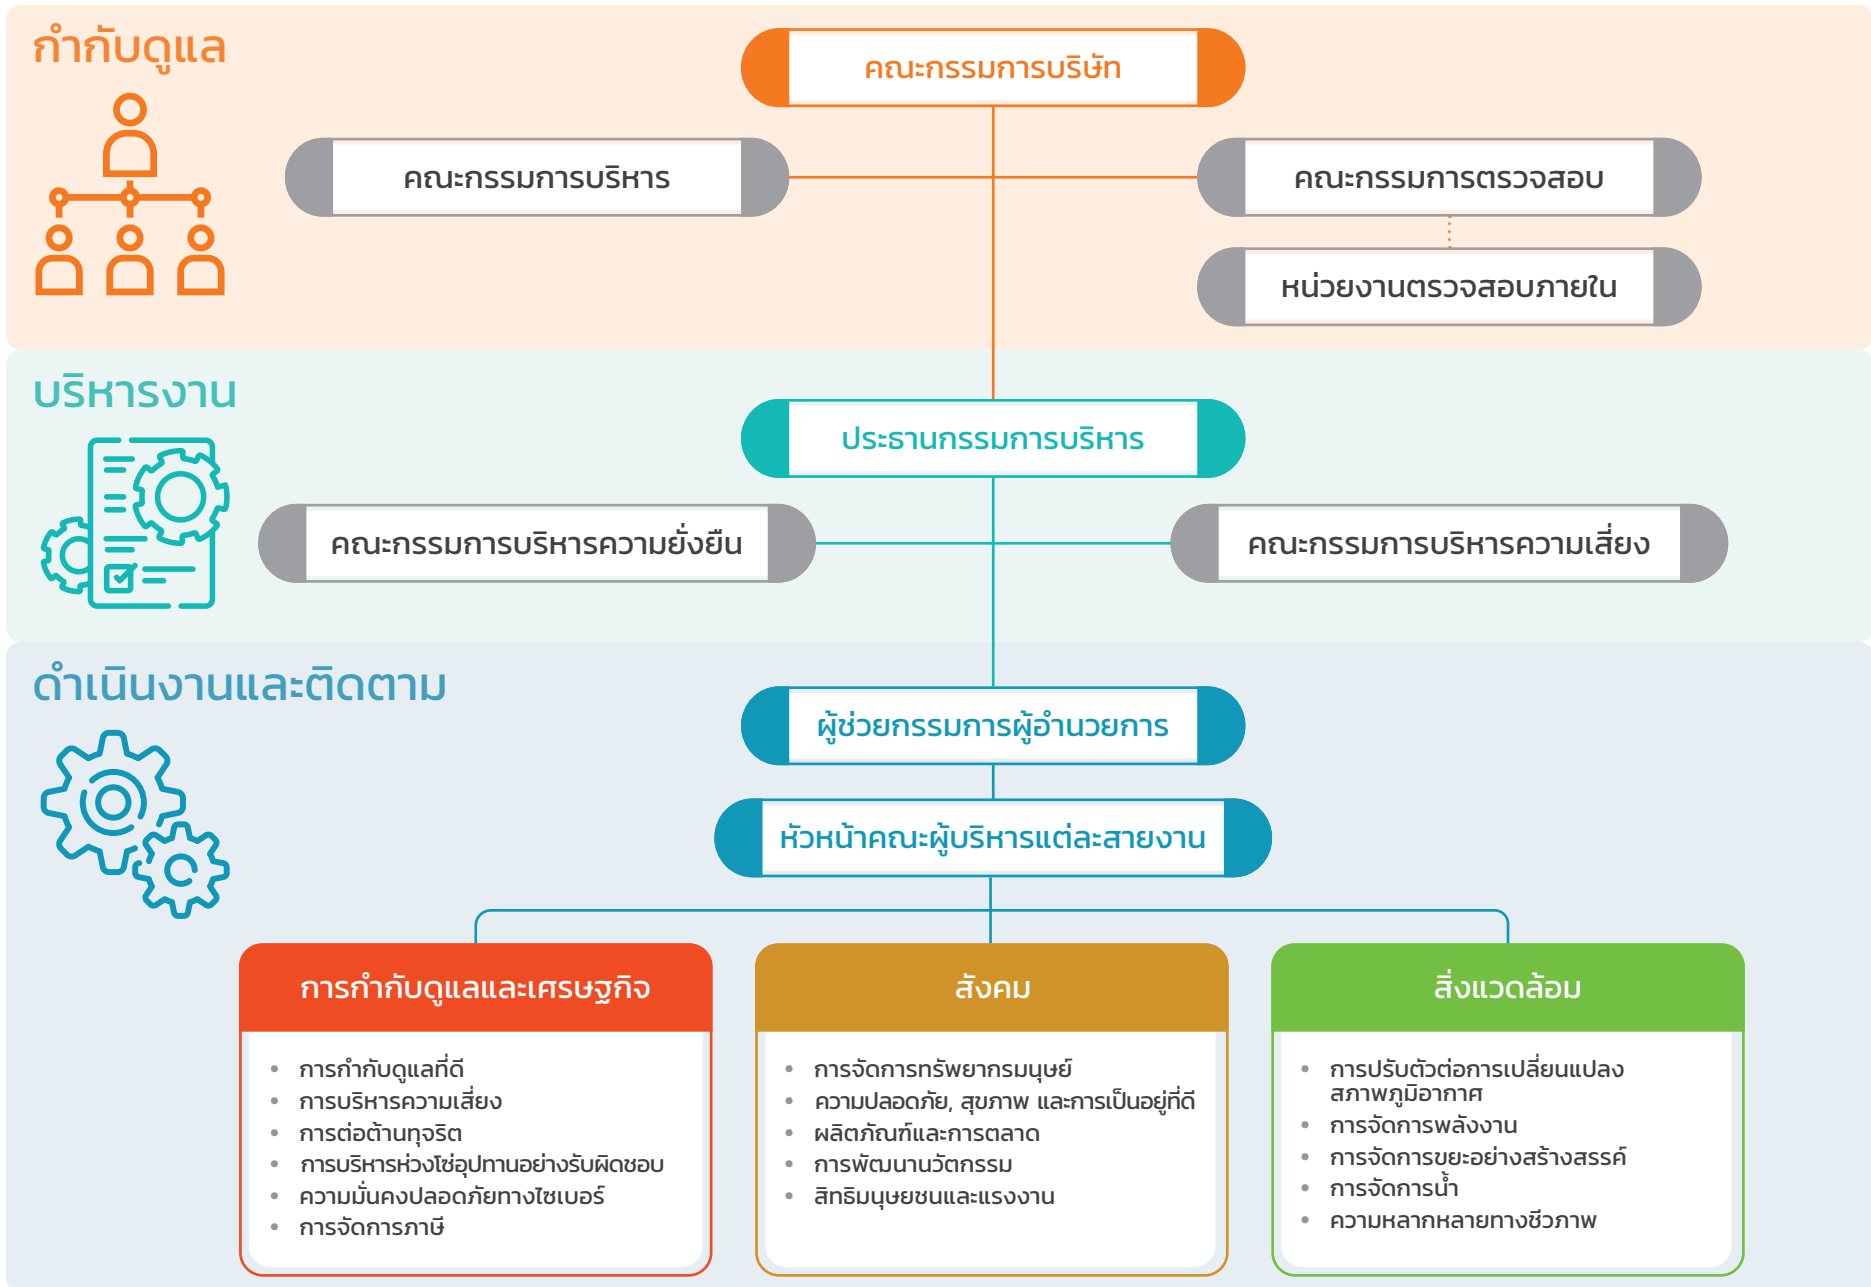 กำกับดูแล
คณะกรรมการบริษัท
คณะกรรมการบริหาร
คณะกรรมการตรวจสอบ
หน่วยงานตรวจสอบภายใน
บริหารงาน
ประธานกรรมการบริหาร
คณะกรรมการบริหารความยั่งยืน
คณะกรรมการบริหารความเสี่ยง
ดำเนินงานและติดตาม
ผู้ช่วยกรรมการผู้อำนวยการ
หัวหน้าคณะผู้บริหารแต่ละสายงาน
การกำกับดูแลและเศรษฐกิจ
• การกำกับดูแลที่ดี
• การบริหารความเสี่ยง
• การต่อต้านทุจริต
• การบริหารห่วงโซ่อุปทานอย่างรับผิดชอบ
• ความมั่นคงปลอดภัยทางไซเบอร์
• การจัดการภาษี
สังคม
• การจัดการทรัพยากรมนุษย์
• ความปลอดภัย, สุขภาพ และการเป็นอยู่ที่ดี
• ผลิตภัณฑ์และการตลาด
• การพัฒนานวัตกรรม
• สิทธิมนุษยชนและแรงงาน
สิ่งแวดล้อม
• การปรับตัวต่อการเปลี่ยนแปลง
สภาพภูมิอากาศ
• การจัดการพลังงาน
• การจัดการขยะอย่างสร้างสรรค์
• การจัดการน้ำ
• ความหลากหลายทางชีวภาพ